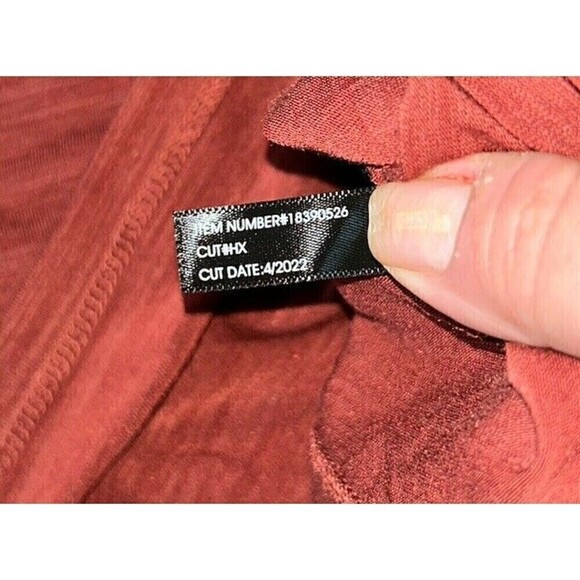 ITEM NUMBER#18390526
CUT#HX
CUT DATE:4/2022